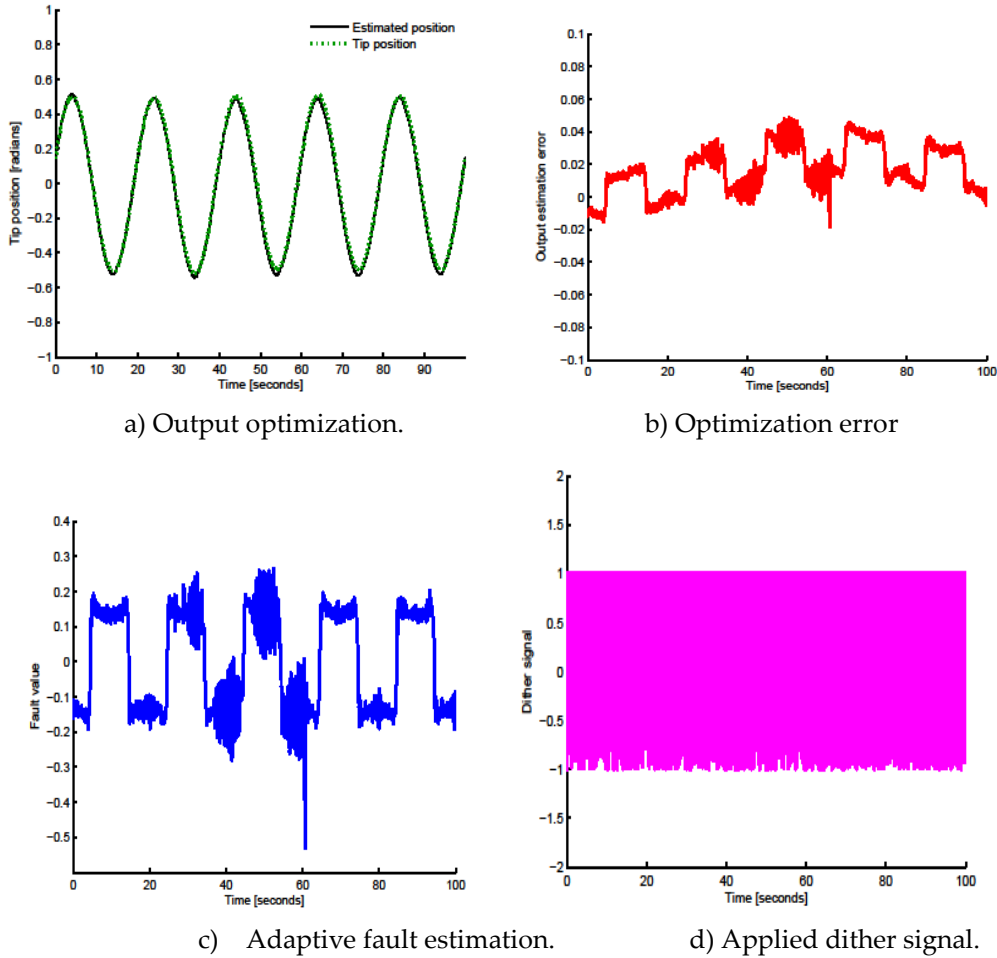 Estimated position
Tip position
Tip position [radians]
1
0.8
0.6
0.4
0.2
0
−0.2
−0.4
−0.6
−0.8
−1
0 10 20 30 40 50 60 70 80 90
Time [seconds]
a) Output optimization.
Output estimation error
0.1
0.08
0.06
0.04
0.02
0
−0.02
−0.04
−0.06
−0.08
−0.1
0 20 40 60 80 100
Time [seconds]
b) Optimization error
Fault value
0.4
0.3
0.2
0.1
0
−0.1
−0.2
−0.3
−0.4
−0.5
0 20 40 60 80 100
Time [seconds]
c) Adaptive fault estimation.
Dither signal
2
1.5
1
0.5
0
−0.5
−1
−1.5
−2
0 20 40 60 80 100
Time [seconds]
d) Applied dither signal.